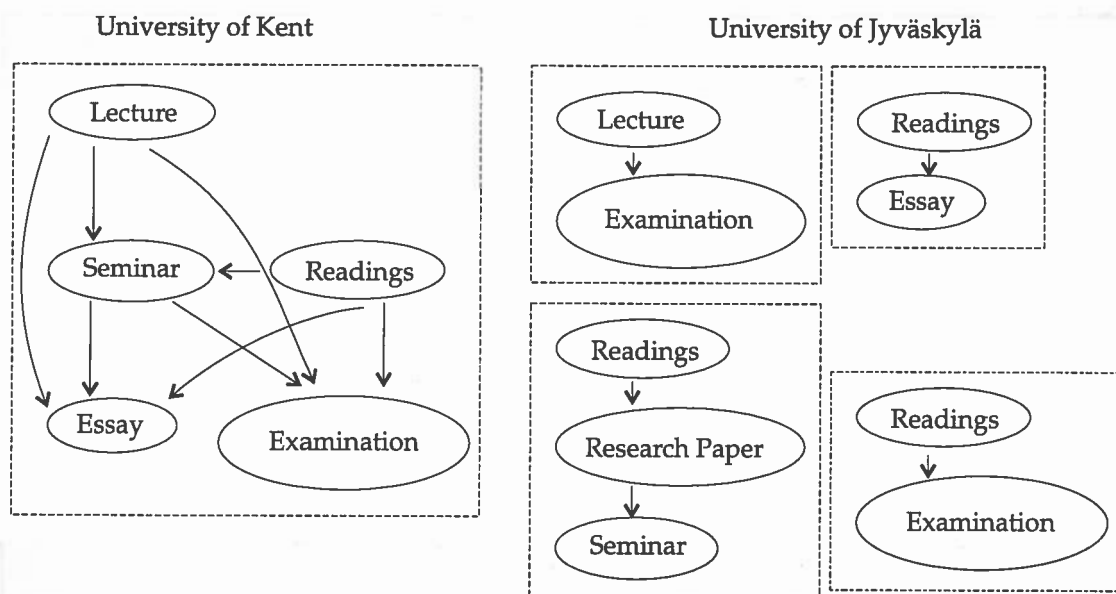 University of Kent
Lecture
Seminar
Readings
Essay
Examination
University of Jyväskylä
Lecture
Examination
Readings
Essay
Readings
Research Paper
Seminar
Readings
Examination